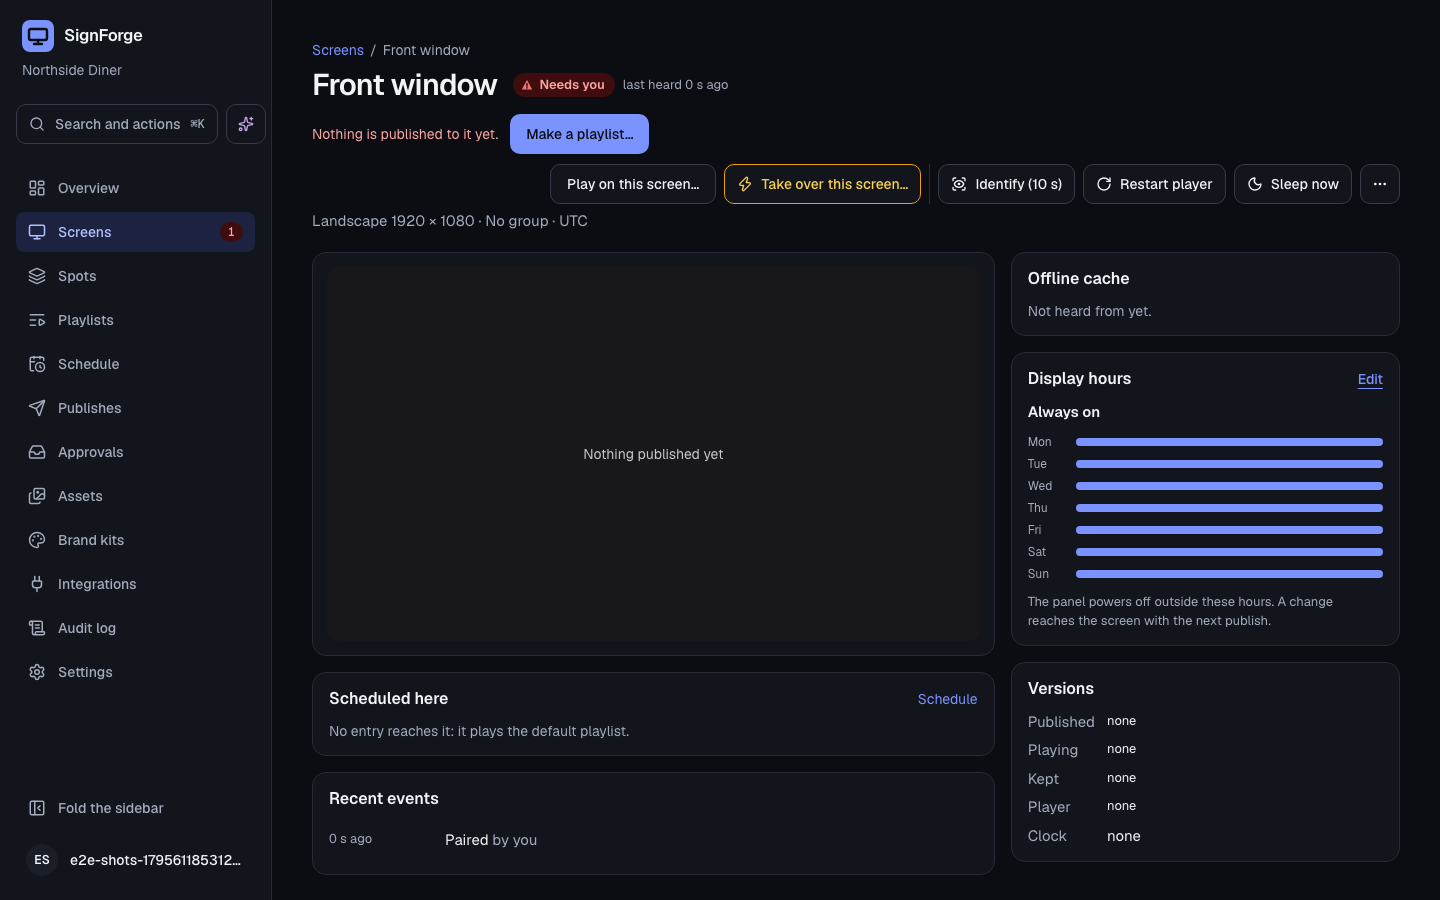 SignForge
Northside Diner
Search and actions ⌘K
Overview
Screens 1
Spots
Playlists
Schedule
Publishes
Approvals
Assets
Brand kits
Integrations
Audit log
Settings
Fold the sidebar
ES e2e-shots-179561185312...
Screens / Front window
Front window Needs you last heard 0 s ago
Nothing is published to it yet. Make a playlist...
Play on this screen... Take over this screen... Identify (10 s) Restart player Sleep now
Landscape 1920 × 1080 · No group · UTC
Nothing published yet
Scheduled here Schedule
No entry reaches it: it plays the default playlist.
Recent events
0 s ago Paired by you
Offline cache
Not heard from yet.
Display hours Edit
Always on
Mon
Tue
Wed
Thu
Fri
Sat
Sun
The panel powers off outside these hours. A change
reaches the screen with the next publish.
Versions
Published none
Playing none
Kept none
Player none
Clock none